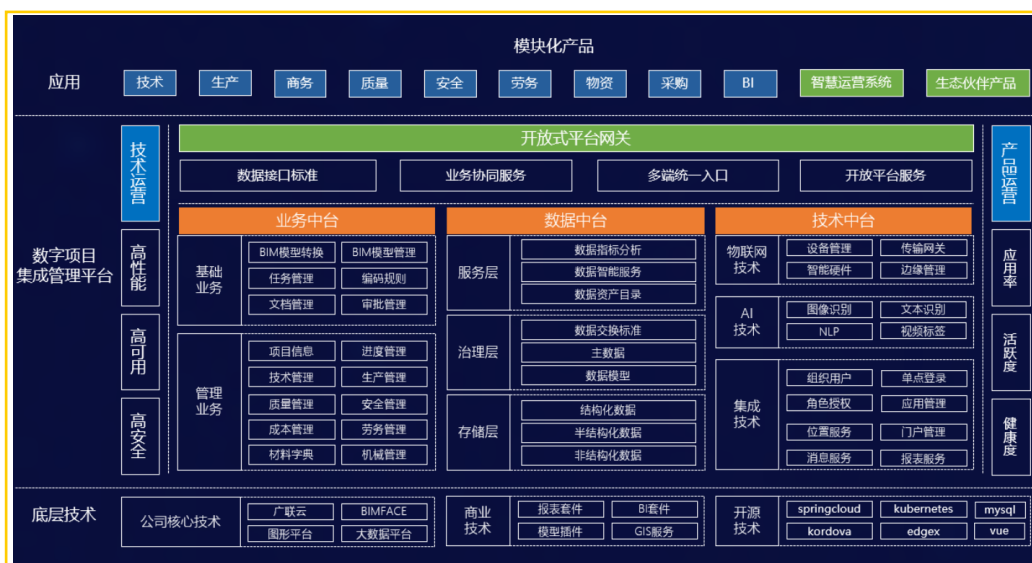 模块化产品
应用
技术
生产
商务
质量
安全
劳务
物资
采购
BI
智慧运营系统
生态伙伴产品
数字项目
集成管理平台
技术运营
高性能
高可用
高安全
开放式平台网关
数据接口标准
业务协同服务
多端统一入口
开放平台服务
业务中台
基础
业务
BIM模型转换
BIM模型管理
任务管理
编码规则
文档管理
审批管理
管理
业务
项目信息
进度管理
技术管理
生产管理
质量管理
安全管理
成本管理
劳务管理
材料字典
机械管理
数据中台
服务层
数据指标分析
数据智能服务
数据资产目录
治理层
数据交换标准
主数据
数据模型
存储层
结构化数据
半结构化数据
非结构化数据
技术中台
物联网
技术
设备管理
传输网关
智能硬件
边缘管理
AI
技术
图像识别
文本识别
NLP
视频标签
集成
技术
组织用户
单点登录
角色授权
应用管理
位置服务
门户管理
消息服务
报表服务
产品运营
应用率
活跃度
健康度
底层技术
公司核心技术
广联云
BIMFACE
图形平台
大数据平台
商业
技术
报表套件
BI套件
模型插件
GIS服务
开源
技术
springcloud
kubernetes
mysql
kordova
edgex
vue